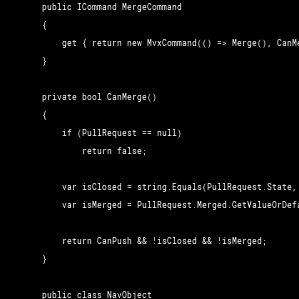 public ICommand MergeCommand
{
get { return new MvxCommand(() => Merge(),
}
private bool CanMerge()
{
if (PullRequest == null)
return false;
var isClosed = string.Equals(PullRequest.State,
var isMerged = PullRequest.Merged.GetValueOrDefa
return CanPush && !isClosed && !isMerged;
}
public class NavObject